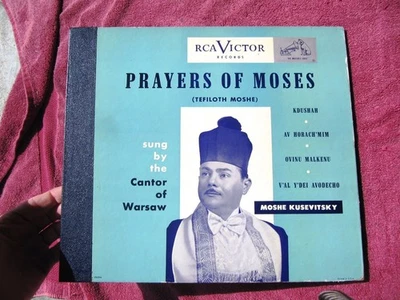 RCA VICTOR
RECORDS
PRAYERS OF MOSES
(TEFILOTH MOSHE)
KDUSHAH
AV HORACH'MIM
OVINU MALKENU
V'AL Y'DEI AVODECHO
sung
by
the
Cantor
of
Warsaw
MOSHE KUSEVITSKY